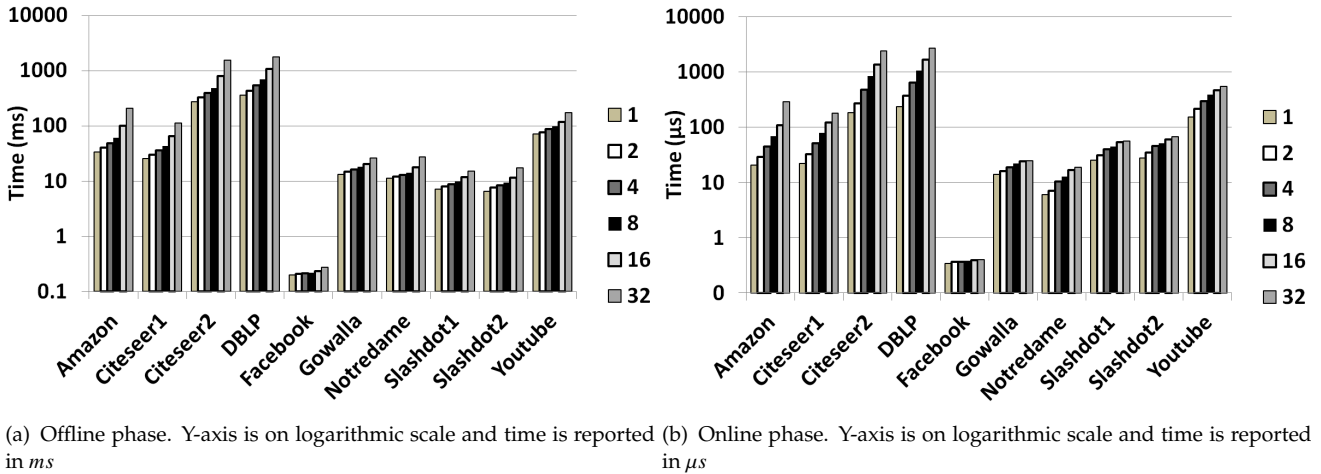 10000
1000
100
10
1
0.1
Time (ms)
Amazon
Citeseer1
Citeseer2
DBLP
Facebook
Gowalla
Notredame
Slashdot1
Slashdot2
Youtube
1
2
4
8
16
32
10000
1000
100
10
1
0
Time (µs)
Amazon
Citeseer1
Citeseer2
DBLP
Facebook
Gowalla
Notredame
Slashdot1
Slashdot2
Youtube
1
2
4
8
16
32
(a) Offline phase. Y-axis is on logarithmic scale and time is reported
in ms
(b) Online phase. Y-axis is on logarithmic scale and time is reported
in µs